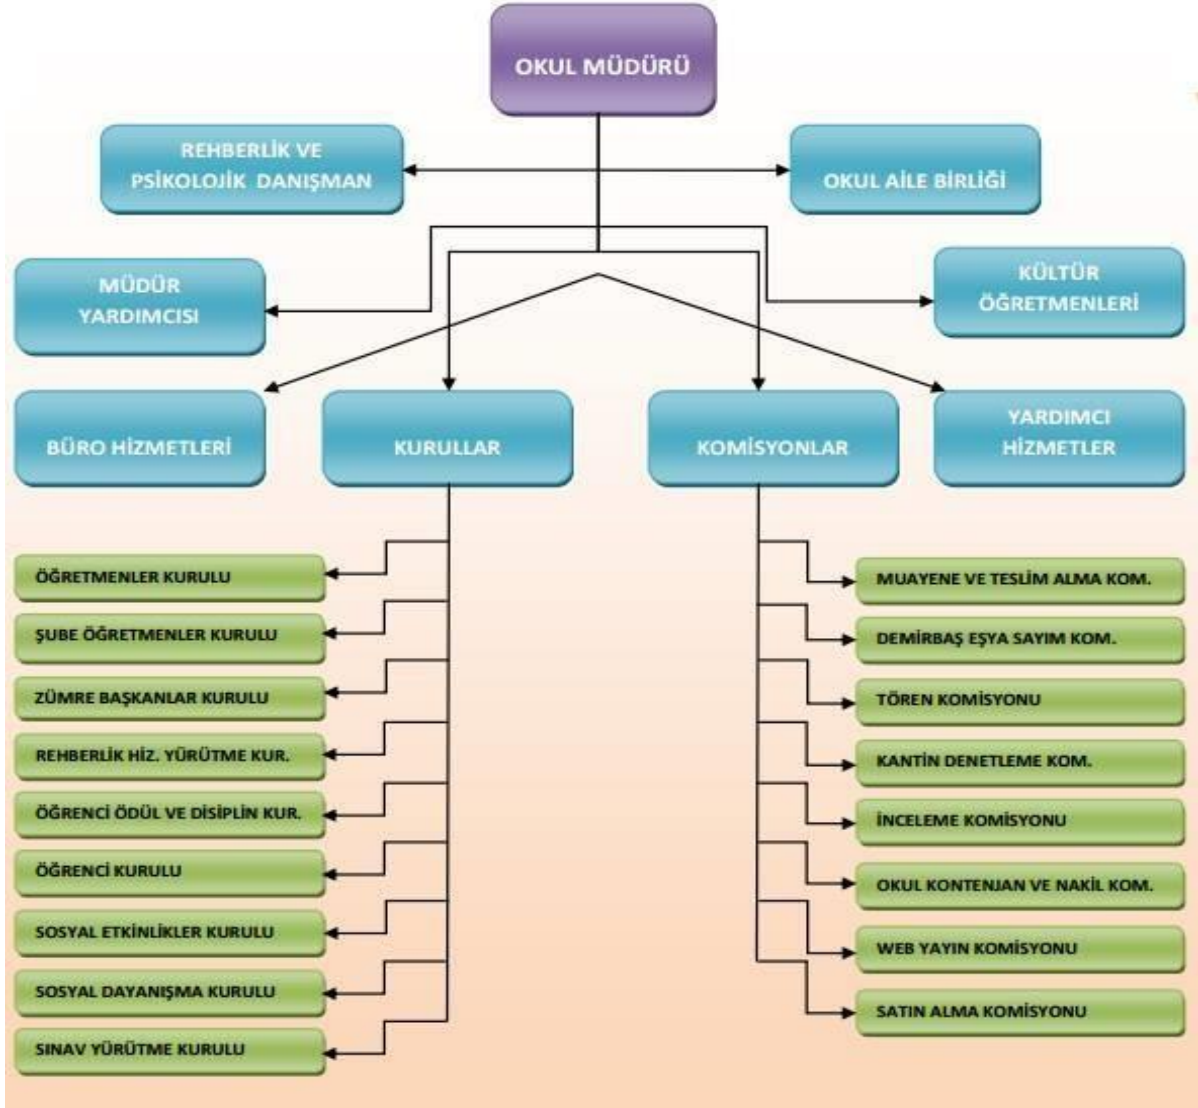 OKUL MÜDÜRÜ
REHBERLİK VE
PSİKOLOJİK DANIŞMAN
OKUL AİLE BİRLİĞİ
MÜDÜR
YARDIMCISI
KÜLTÜR
ÖĞRETMENLERİ
BÜRO HİZMETLERİ
KURULLAR
KOMİSYONLAR
YARDIMCI
HİZMETLER
ÖĞRETMENLER KURULU
ŞUBE ÖĞRETMENLER KURULU
ZÜMRE BAŞKANLAR KURULU
REHBERLİK HİZ. YÜRÜTME KUR.
ÖĞRENCİ ÖDÜL VE DİSİPLİN KUR.
ÖĞRENCİ KURULU
SOSYAL ETKİNLİKLER KURULU
SOSYAL DAYANIŞMA KURULU
SINAV YÜRÜTME KURULU
MUAYENE VE TESLİM ALMA KOM.
DEMİRBAŞ EŞYA SAYIM KOM.
TÖREN KOMİSYONU
KANTİN DENETLEME KOM.
İNCELEME KOMİSYONU
OKUL KONTENJAN VE NAKİL KOM.
WEB YAYIN KOMİSYONU
SATIN ALMA KOMİSYONU